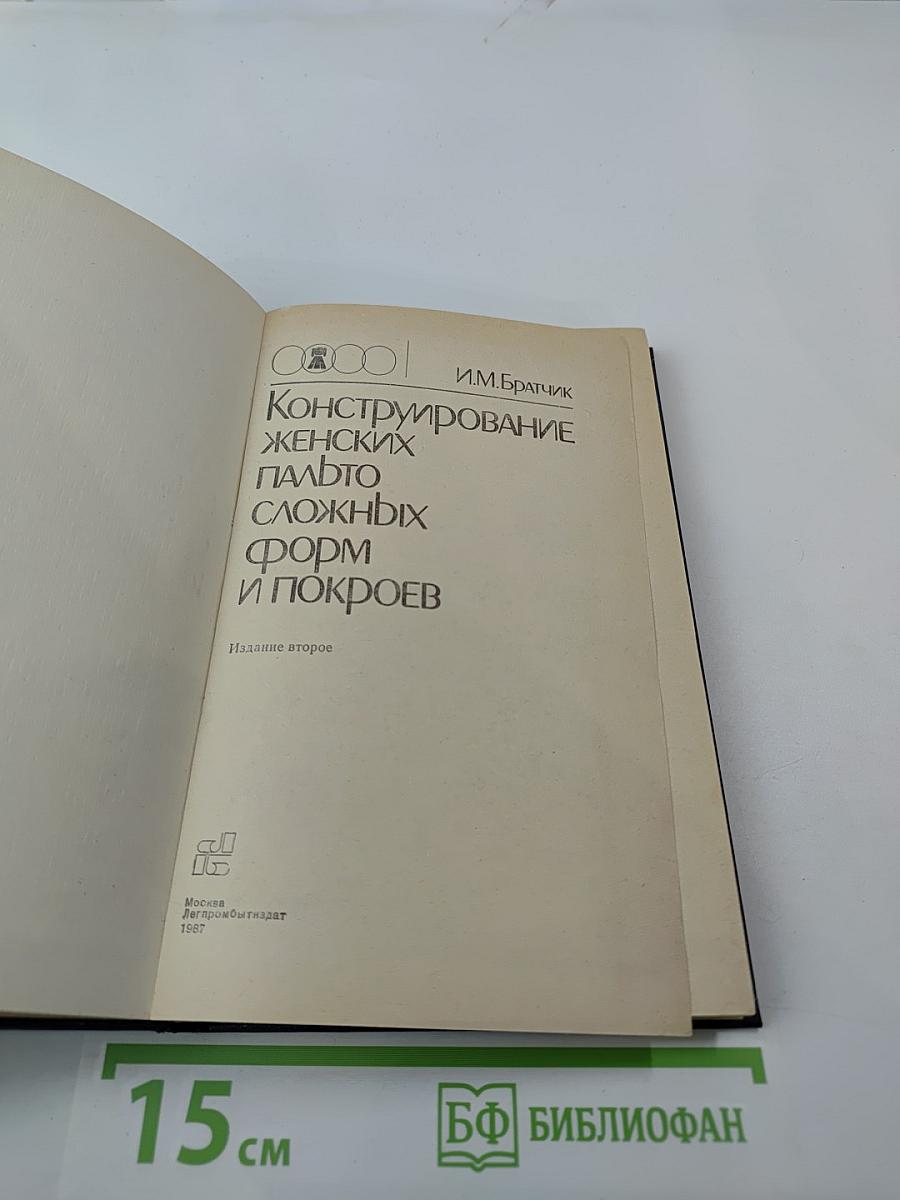 И.М.Братчик
Конструирование
женских
пальто
сложных
форм
и покроев
Издание второе
Москва
Легпромбытиздат
1987
15 см
БФ БИБЛИОФАН